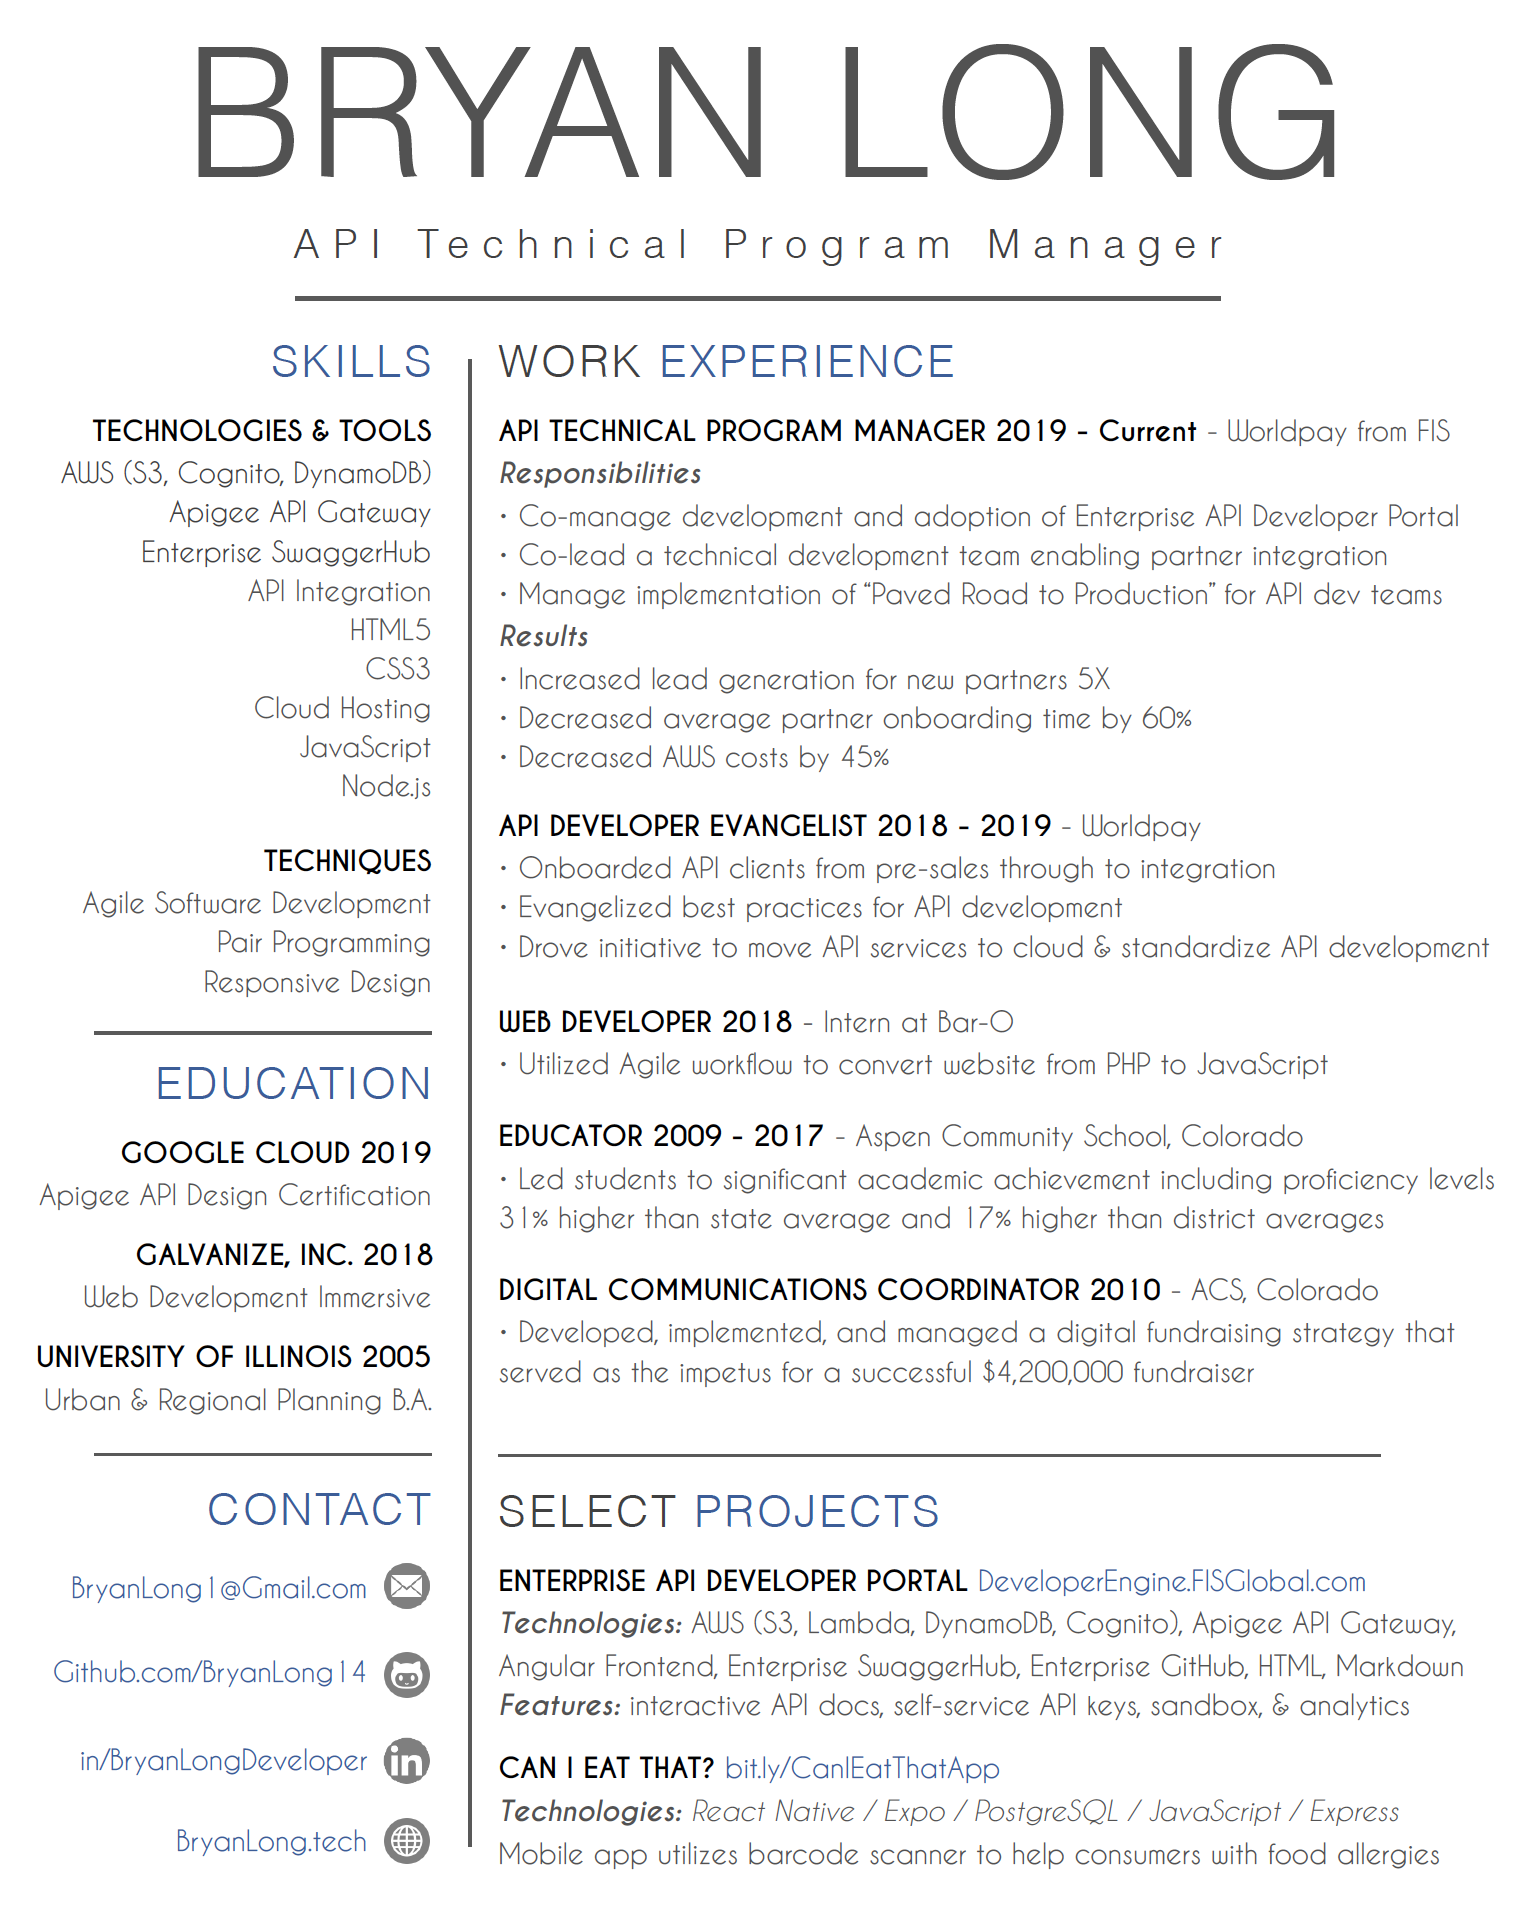 BRYAN LONG
API Technical Program Manager
SKILLS
TECHNOLOGIES & TOOLS
AWS (S3, Cognito, DynamoDB)
Apigee API Gateway
Enterprise SwaggerHub
API Integration
HTML5
CSS3
Cloud Hosting
JavaScript
Node.js
TECHNIQUES
Agile Software Development
Pair Programming
Responsive Design
EDUCATION
GOOGLE CLOUD 2019
Apigee API Design Certification
GALVANIZE, INC. 2018
Web Development Immersive
UNIVERSITY OF ILLINOIS 2005
Urban & Regional Planning B.A.
CONTACT
BryanLong1@Gmail.com
Github.com/BryanLong14
in/BryanLongDeveloper
in
BryanLong.tech
WORK EXPERIENCE
API TECHNICAL PROGRAM MANAGER 2019 - Current - Worldpay from FIS
Responsibilities
• Co-manage development and adoption of Enterprise API Developer Portal
• Co-lead a technical development team enabling partner integration
• Manage implementation of “Paved Road to Production” for API dev teams
Results
• Increased lead generation for new partners 5X
• Decreased average partner onboarding time by 60%
• Decreased AWS costs by 45%
API DEVELOPER EVANGELIST 2018 - 2019 - Worldpay
• Onboarded API clients from pre-sales through to integration
• Evangelized best practices for API development
• Drove initiative to move API services to cloud & standardize API development
WEB DEVELOPER 2018 - Intern at Bar-O
• Utilized Agile workflow to convert website from PHP to JavaScript
EDUCATOR 2009 - 2017 - Aspen Community School, Colorado
• Led students to significant academic achievement including proficiency levels
31% higher than state average and 17% higher than district averages
DIGITAL COMMUNICATIONS COORDINATOR 2010 - ACS, Colorado
• Developed, implemented, and managed a digital fundraising strategy that
served as the impetus for a successful $4,200,000 fundraiser
SELECT PROJECTS
ENTERPRISE API DEVELOPER PORTAL DeveloperEngine.FISGlobal.com
Technologies: AWS (S3, Lambda, DynamoDB, Cognito), Apigee API Gateway,
Angular Frontend, Enterprise SwaggerHub, Enterprise GitHub, HTML, Markdown
Features: interactive API docs, self-service API keys, sandbox, & analytics
CAN I EAT THAT? bit.ly/CanIEatThatApp
Technologies: React Native / Expo / PostgreSQL / JavaScript / Express
Mobile app utilizes barcode scanner to help consumers with food allergies